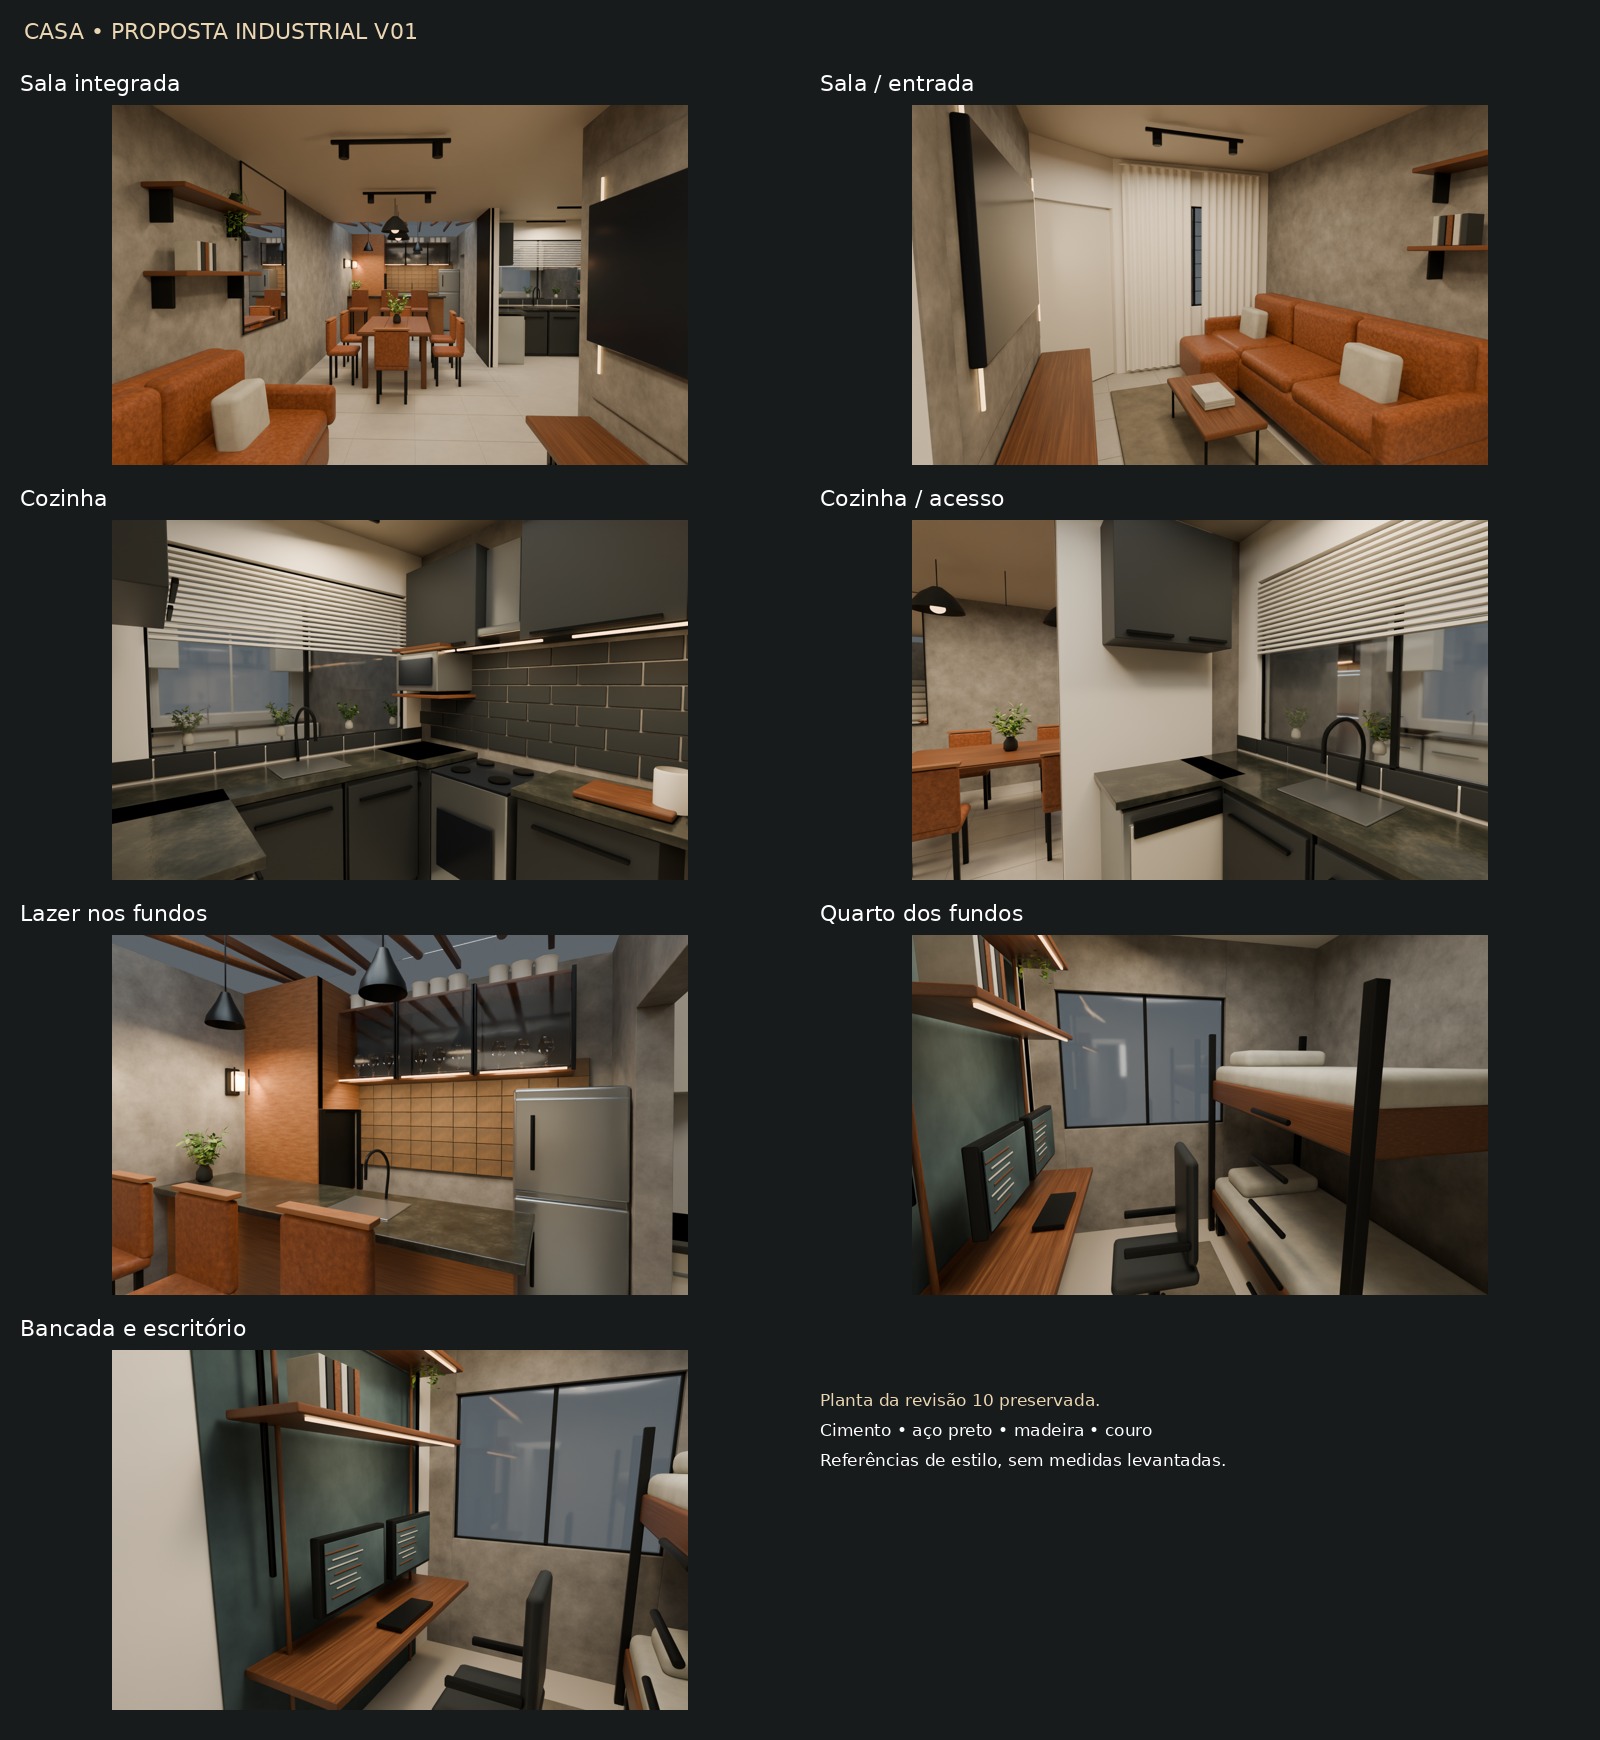 CASA • PROPOSTA INDUSTRIAL V01
Sala integrada
Sala / entrada
Cozinha
Cozinha / acesso
Lazer nos fundos
Quarto dos fundos
Bancada e escritório
Planta da revisão 10 preservada.
Cimento • aço preto • madeira • couro
Referências de estilo, sem medidas levantadas.